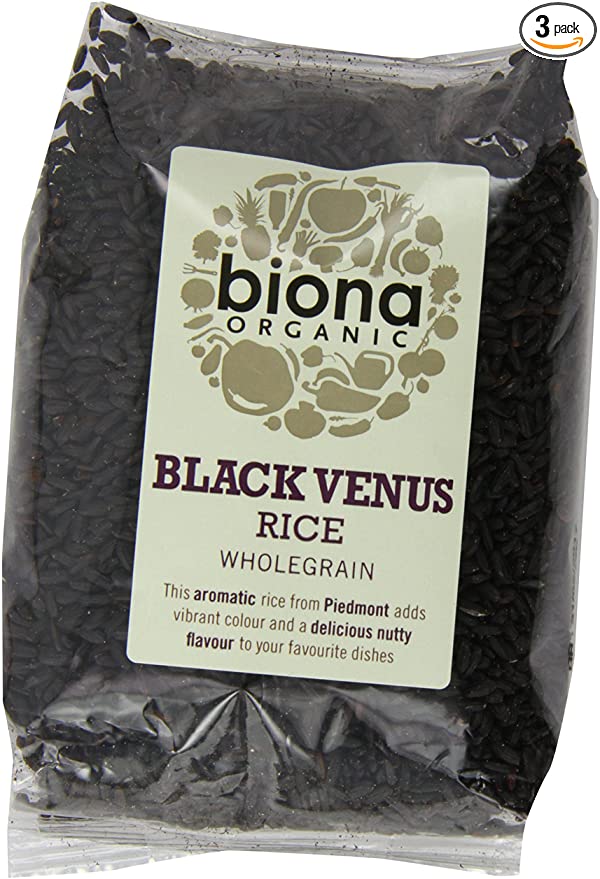 3 pack
biona
ORGANIC
BLACK VENUS
RICE
WHOLEGRAIN
This aromatic rice from Piedmont adds
vibrant colour and a delicious nutty
flavour to your favourite dishes